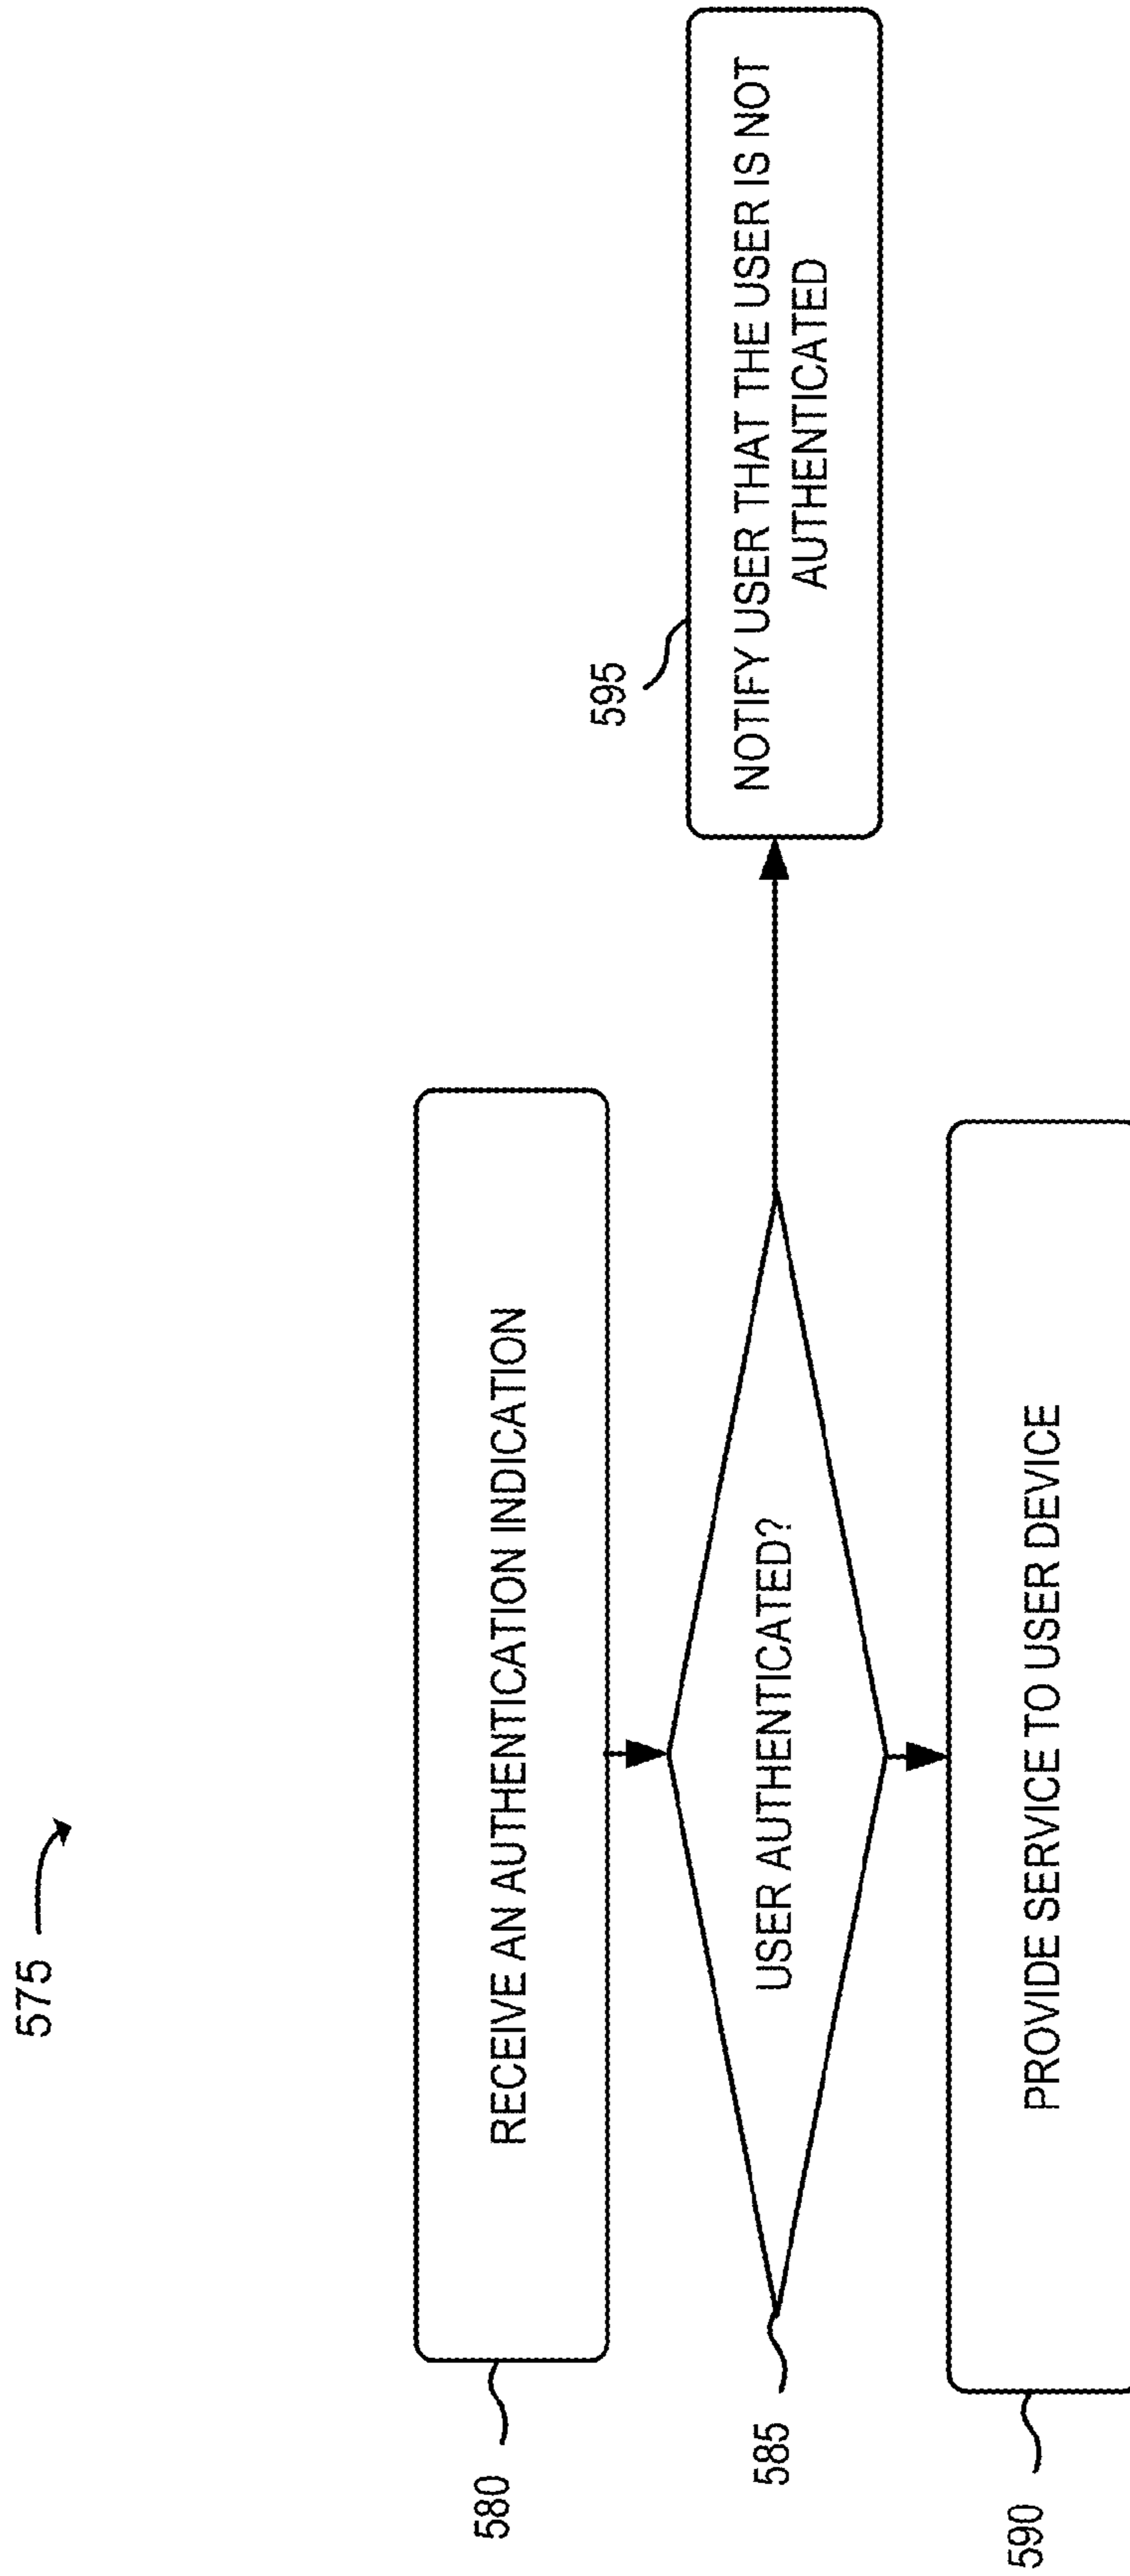 575
580
RECEIVE AN AUTHENTICATION INDICATION
585
USER AUTHENTICATED?
595
NOTIFY USER THAT THE USER IS NOT
AUTHENTICATED
590
PROVIDE SERVICE TO USER DEVICE